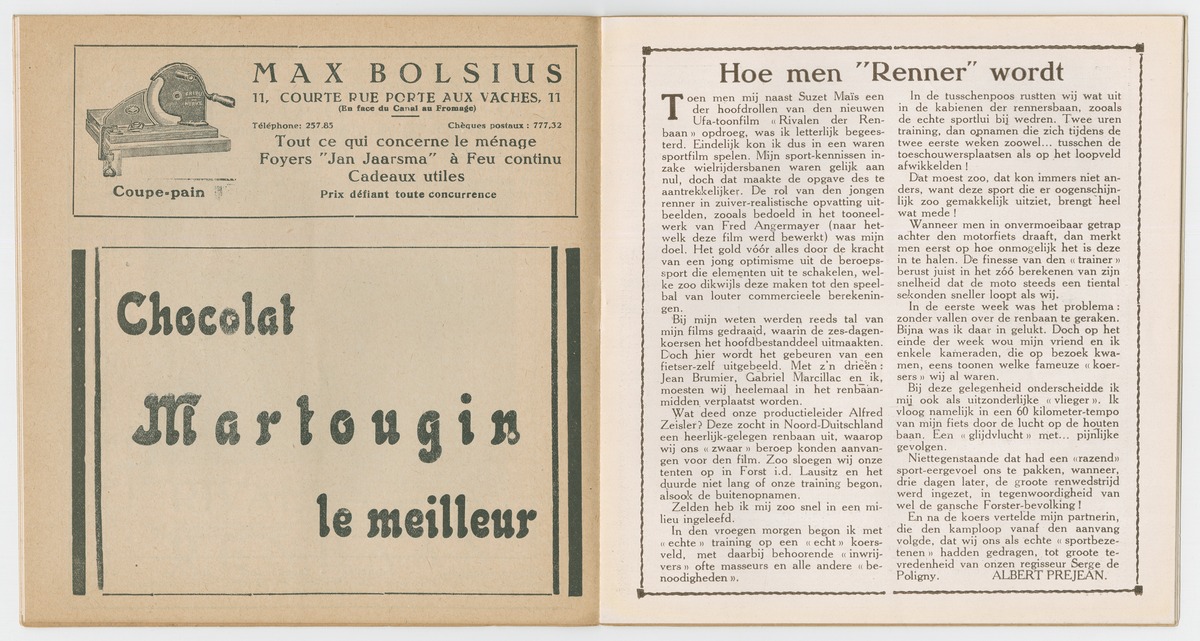 MAX BOLSIUS
11, COURTE RUE PORTE AUX VACHES, 11
(En face du Canal au Fromage)
Téléphone: 257.85 Chèques postaux : 777,32
Tout ce qui concerne le ménage
Foyers "Jan Jaarsma" à Feu continu
Cadeaux utiles
Coupe-pain
Prix défiant toute concurrence
Chocolat
Martougin
le meilleur
Hoe men "Renner" wordt
Toen men mij naast Suzet Maïs een
der hoofdrollen van den nieuwen
Ufa-toonfilm « Rivalen der Ren-
baan » opdroeg, was ik letterlijk begees-
terd. Eindelijk kon ik dus in een waren
sportfilm spelen. Mijn sport-kennissen in-
zake wielrijdersbanen waren gelijk aan
nul, doch dat maakte de opgave des te
aantrekkelijker. De rol van den jongen
renner in zuiver-realistische opvatting uit-
beelden, zooals bedoeld in het tooneel-
werk van Fred Angermayer (naar het-
welk deze film werd bewerkt) was mijn
doel. Het gold vóór alles door de kracht
van een jong optimisme uit de beroeps-
sport die elementen uit te schakelen, wel-
ke zoo dikwijls deze maken tot den speel-
bal van louter commercieele berekenin-
gen.
Bij mijn weten werden reeds tal van
mijn films gedraaid, waarin de zes-dagen-
koersen het hoofdbestanddeel uitmaakten.
Doch hier wordt het gebeuren van een
fietser-zelf uitgebeeld. Met z'n drieën :
Jean Brumier, Gabriel Marcillac en ik,
moesten wij heelemaal in het renbaan-
midden verplaatst worden.
Wat deed onze productieleider Alfred
Zeisler? Deze zocht in Noord-Duitschland
een heerlijk-gelegen renbaan uit, waarop
wij ons « zwaar » beroep konden aanvan-
gen voor den film. Zoo sloegen wij onze
tenten op in Forst i.d. Lausitz en het
duurde niet lang of onze training begon,
alsook de buitenopnamen.
Zelden heb ik mij zoo snel in een mi-
lieu ingeleefd.
In den vroegen morgen begon ik met
« echte » training op een « echt » koers-
veld, met daarbij behoorende « inwrij-
vers » ofte masseurs en alle andere « be-
noodigheden ».
In de tusschenpoos rustten wij wat uit
in de kabienen der rennersbaan, zooals
de echte sportlui bij wedren. Twee uren
training, dan opnamen die zich tijdens de
twee eerste weken zoowel... tusschen de
toeschouwersplaatsen als op het loopveld
afwikkelden !
Dat moest zoo, dat kon immers niet an-
ders, want deze sport die er oogenschijn-
lijk zoo gemakkelijk uitziet, brengt heel
wat mede !
Wanneer men in onvermoeibaar getrap
achter den motorfiets draaft, dan merkt
men eerst op hoe onmogelijk het is deze
in te halen. De finesse van den « trainer »
berust juist in het zóó berekenen van zijn
snelheid dat de moto steeds een tiental
sekonden sneller loopt als wij.
In de eerste week was het problema :
zonder vallen over de renbaan te geraken.
Bijna was ik daar in gelukt. Doch op het
einde der week wou mijn vriend en ik
enkele kameraden, die op bezoek kwa-
men, eens toonen welke fameuze « koer-
sers » wij al waren.
Bij deze gelegenheid onderscheidde ik
mij ook als uitzonderlijke « vlieger ». Ik
vloog namelijk in een 60 kilometer-tempo
van mijn fiets door de lucht op de houten
baan. Een « glijdvlucht » met... pijnlijke
gevolgen.
Niettegenstaande dat had een «razend»
sport-eergevoel ons te pakken, wanneer,
drie dagen later, de groote renwedstrijd
werd ingezet, in tegenwoordigheid van
wel de gansche Forster-bevolking !
En na de koers vertelde mijn partnerin,
die den kamploop vanaf den aanvang
volgde, dat wij ons als echte « sportbeze-
tenen » hadden gedragen, tot groote te-
vredenheid van onzen regisseur Serge de
Poligny. ALBERT PREJEAN.